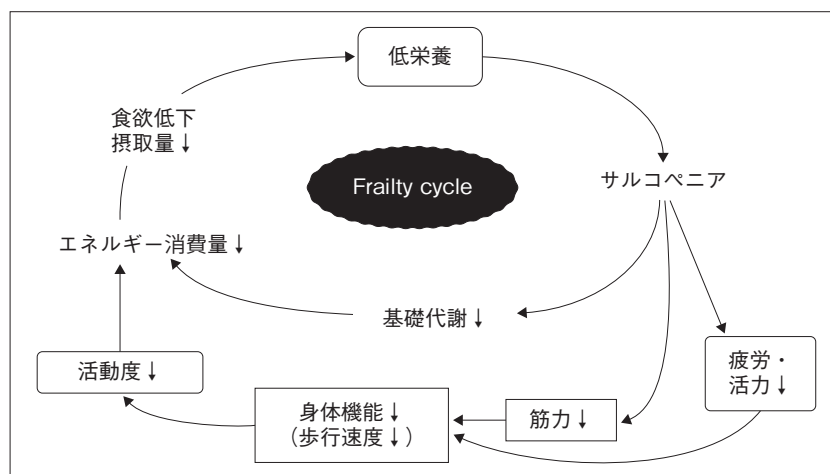 低栄養
食欲低下
摂取量↓
Frailty cycle
サルコペニア
エネルギー消費量↓
基礎代謝↓
活動度↓
疲労・
活力↓
身体機能↓
（歩行速度↓）
筋力↓